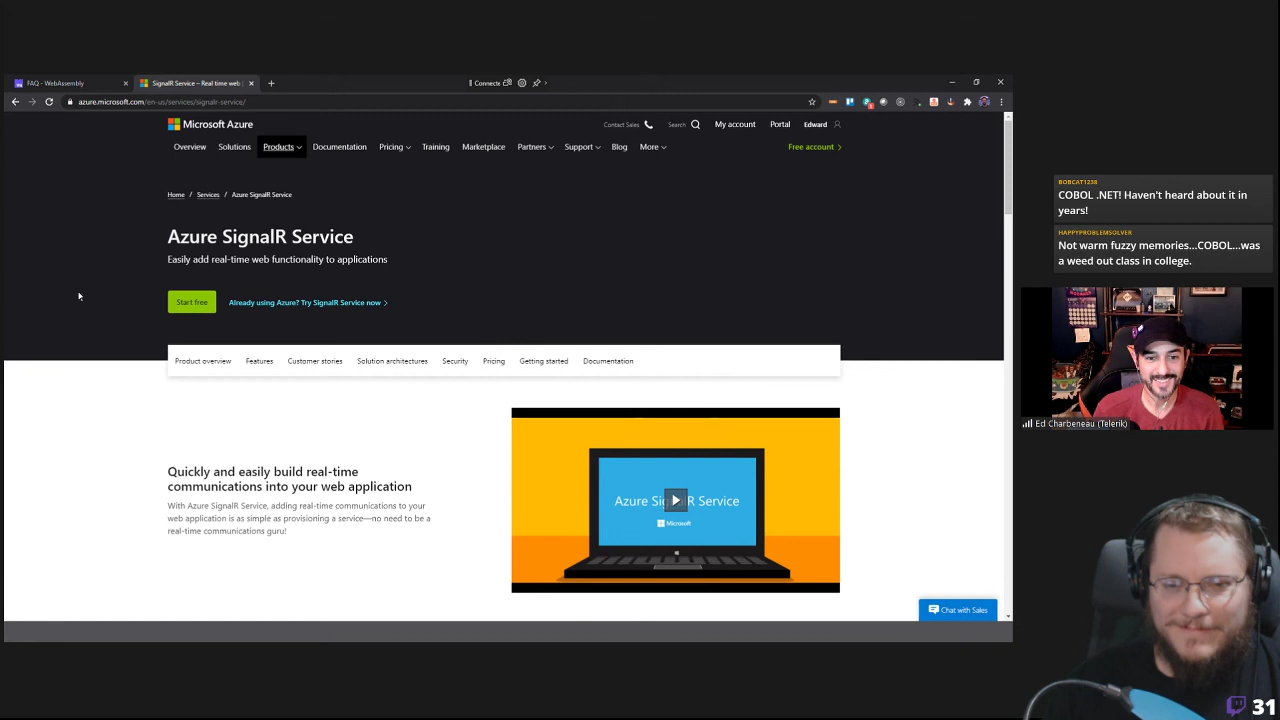 FAQ - WebAssembly
SignalR Service – Real time web
Connecte
azure.microsoft.com/en-us/services/signalr-service/
Microsoft Azure
Contact Sales
Search
My account
Portal
Edward
Overview
Solutions
Products
Documentation
Pricing
Training
Marketplace
Partners
Support
Blog
More
Free account
Home / Services / Azure SignalR Service
Azure SignalR Service
Easily add real-time web functionality to applications
Start free
Already using Azure? Try SignalR Service now
Product overview
Features
Customer stories
Solution architectures
Security
Pricing
Getting started
Documentation
Quickly and easily build real-time
communications into your web application
With Azure SignalR Service, adding real-time communications to your
web application is as simple as provisioning a service—no need to be a
real-time communications guru!
Azure SignalR Service
Microsoft
Chat with Sales
BOBCAT1238
COBOL .NET! Haven't heard about it in
years!
HAPPYPROBLEMSOLVER
Not warm fuzzy memories...COBOL...was
a weed out class in college.
Ed Charbeneau (Telerik)
31